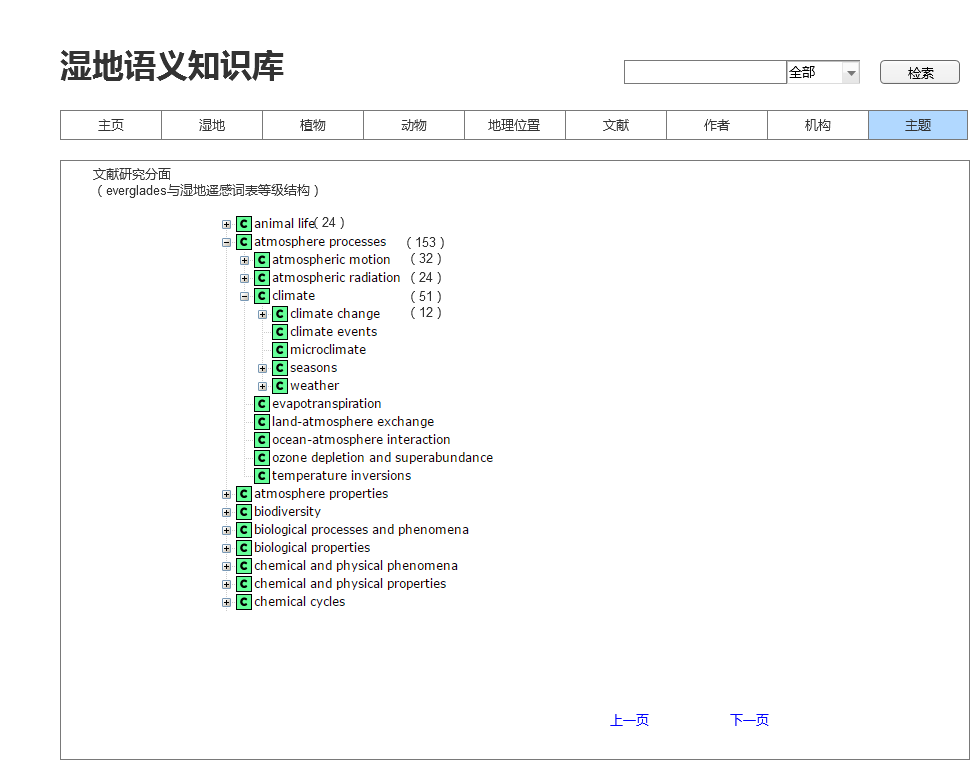 湿地语义知识库
全部 检索
主页 湿地 植物 动物 地理位置 文献 作者 机构 主题
文献研究分面
（everglades与湿地遥感词表等级结构）
C animal life（24）
C atmosphere processes （153）
C atmospheric motion （32）
C atmospheric radiation （24）
C climate （51）
C climate change （12）
C climate events
C microclimate
C seasons
C weather
C evapotranspiration
C land-atmosphere exchange
C ocean-atmosphere interaction
C ozone depletion and superabundance
C temperature inversions
C atmosphere properties
C biodiversity
C biological processes and phenomena
C biological properties
C chemical and physical phenomena
C chemical and physical properties
C chemical cycles
上一页 下一页